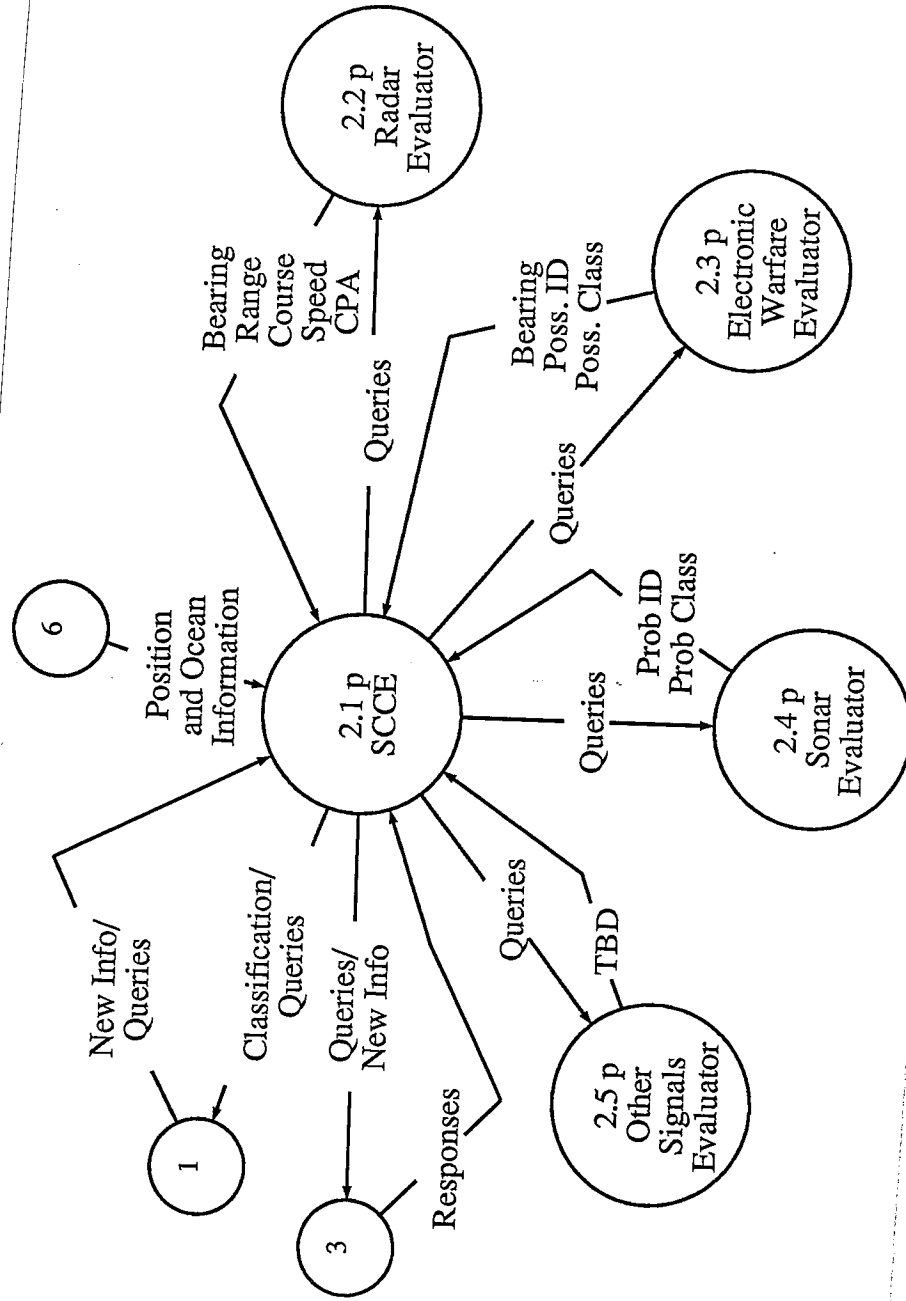 6
Position
and Ocean
Information
New Info/
Queries
1
Classification/
Queries
Queries/
New Info
3
Responses
2.1 p
SCCE
Bearing
Range
Course
Speed
CPA
Queries
2.2 p
Radar
Evaluator
Bearing
Poss. ID
Poss. Class
Queries
2.3 p
Electronic
Warfare
Evaluator
Prob ID
Prob Class
Queries
2.4 p
Sonar
Evaluator
Queries
TBD
2.5 p
Other
Signals
Evaluator